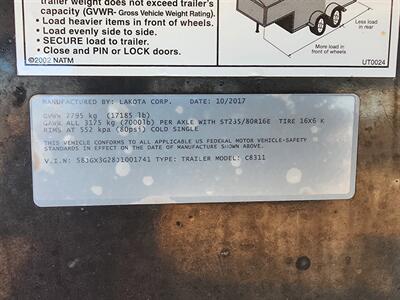 trailer weight does not exceed trailer's
capacity (GVWR- Gross Vehicle Weight Rating).
• Load heavier items in front of wheels.
• Load evenly side to side.
• SECURE load to trailer.
• Close and PIN or LOCK doors.
©2002 NATM
Less load
in rear
More load in
front of wheels
UT0024
MANUFACTURED BY: LAKOTA CORP. DATE: 10/2017
GVWR 7795 kg (17185 lb)
GAWR ALL 3175 kg (7000lb) PER AXLE WITH ST235/80R16E TIRE 16X6 K
RIMS AT 552 kpa (80psi) COLD SINGLE
THIS VEHICLE CONFORMS TO ALL APPLICABLE US FEDERAL MOTOR VEHICLE-SAFETY
STANDARDS IN EFFECT ON THE DATE OF MANUFACTURE SHOWN ABOVE.
V.I.N: 58JGX3G28J1001741 TYPE: TRAILER MODEL: C8311